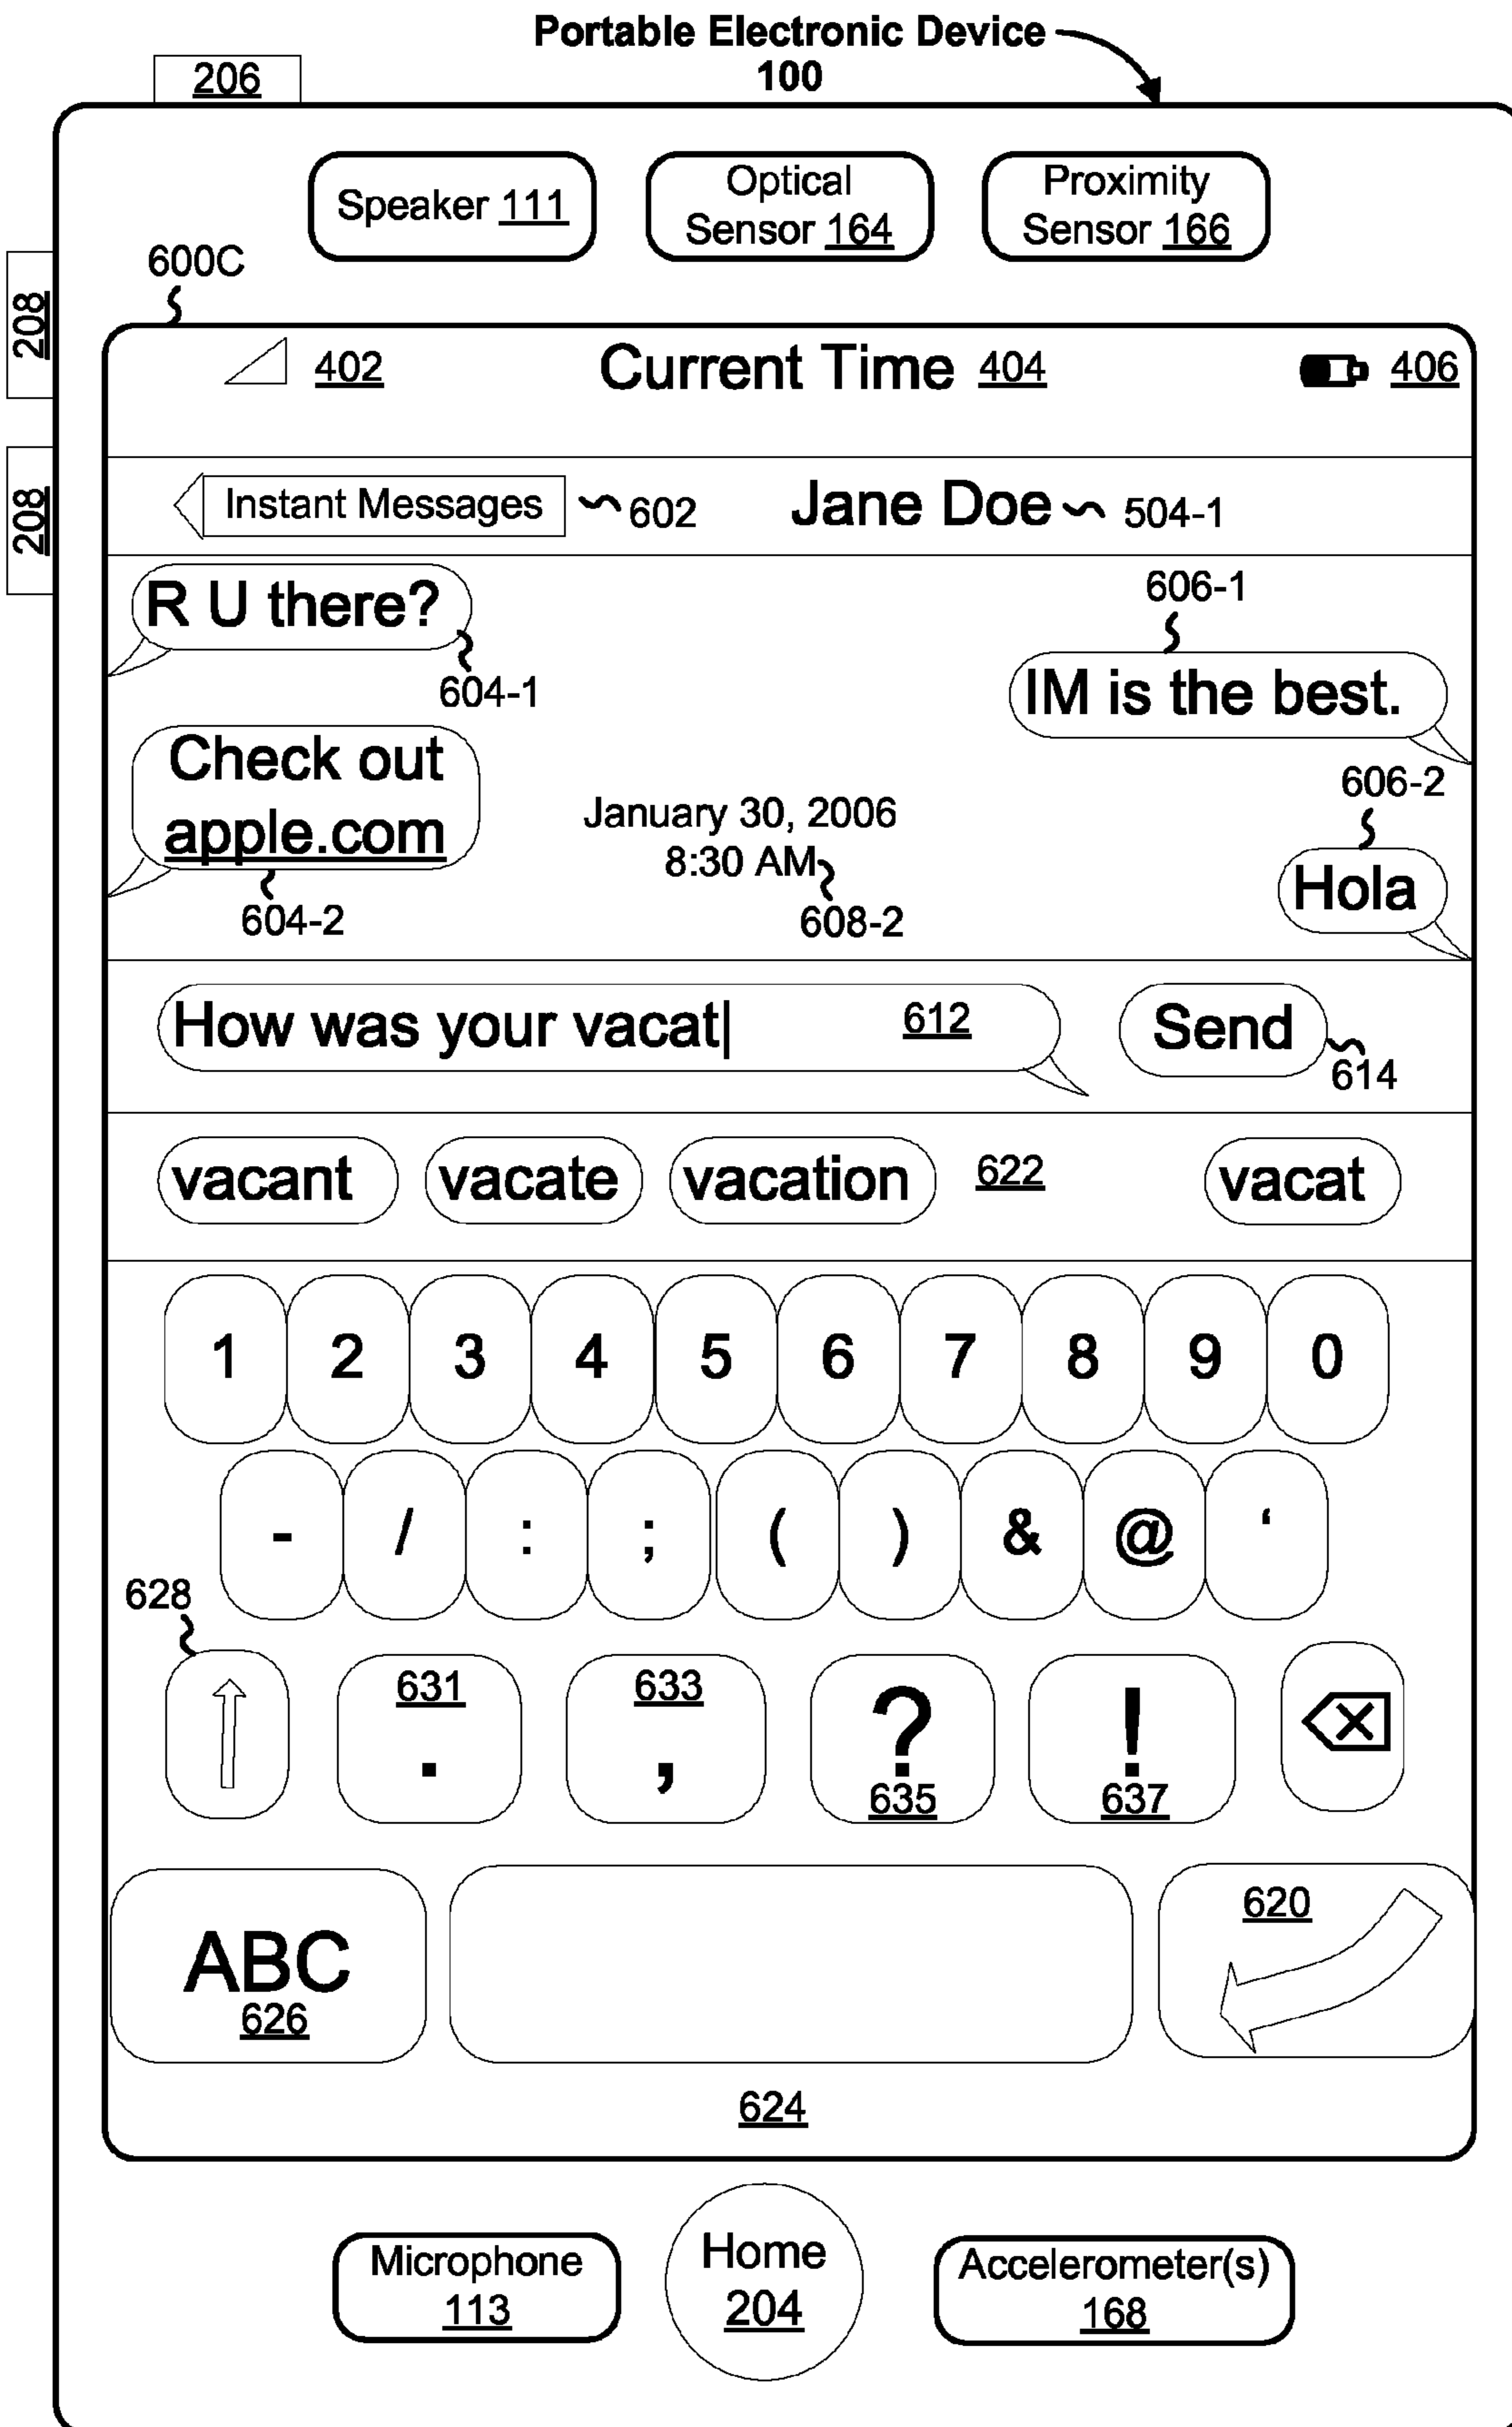 Portable Electronic Device
100
206
Speaker 111
Optical
Sensor 164
Proximity
Sensor 166
600C
208
402
Current Time 404
406
208
Instant Messages
602
Jane Doe
504-1
R U there?
604-1
606-1
IM is the best.
Check out
apple.com
604-2
January 30, 2006
8:30 AM
608-2
606-2
Hola
How was your vacat
612
Send
614
vacant
vacate
vacation
622
vacat
1 2 3 4 5 6 7 8 9 0
- / : ; ( ) & @ ‘
628
631
.
633
,
?
635
!
637
ABC
626
620
624
Microphone
113
Home
204
Accelerometer(s)
168